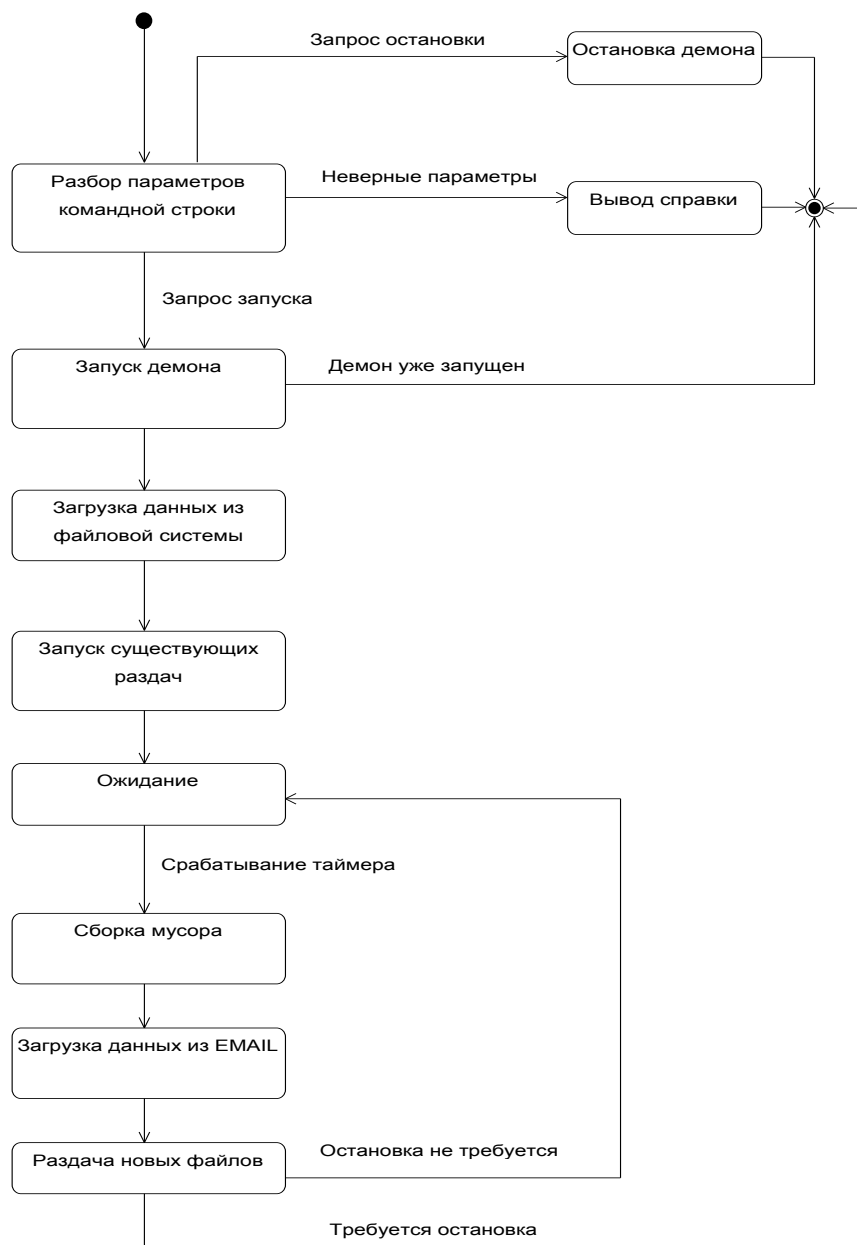 Запрос остановки
Остановка демона
Разбор параметров
командной строки
Неверные параметры
Вывод справки
Запрос запуска
Запуск демона
Демон уже запущен
Загрузка данных из
файловой системы
Запуск существующих
раздач
Ожидание
Срабатывание таймера
Сборка мусора
Загрузка данных из EMAIL
Раздача новых файлов
Остановка не требуется
Требуется остановка